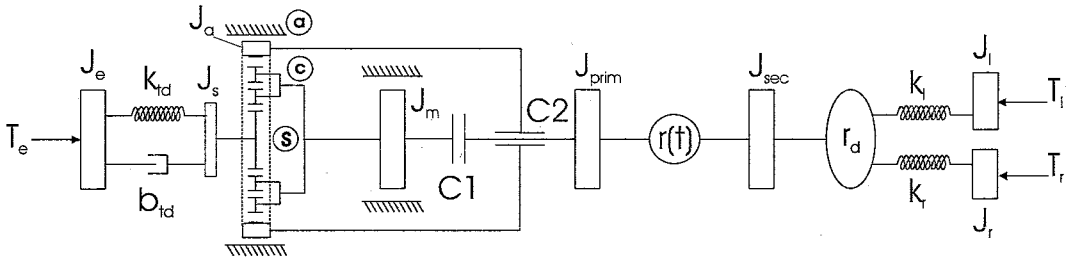 T_e
J_e
k_td
b_td
J_s
J_a
a
c
s
J_m
C1
C2
J_prim
r(t)
J_sec
r_d
k_l
k_r
J_l
J_r
T_l
T_r